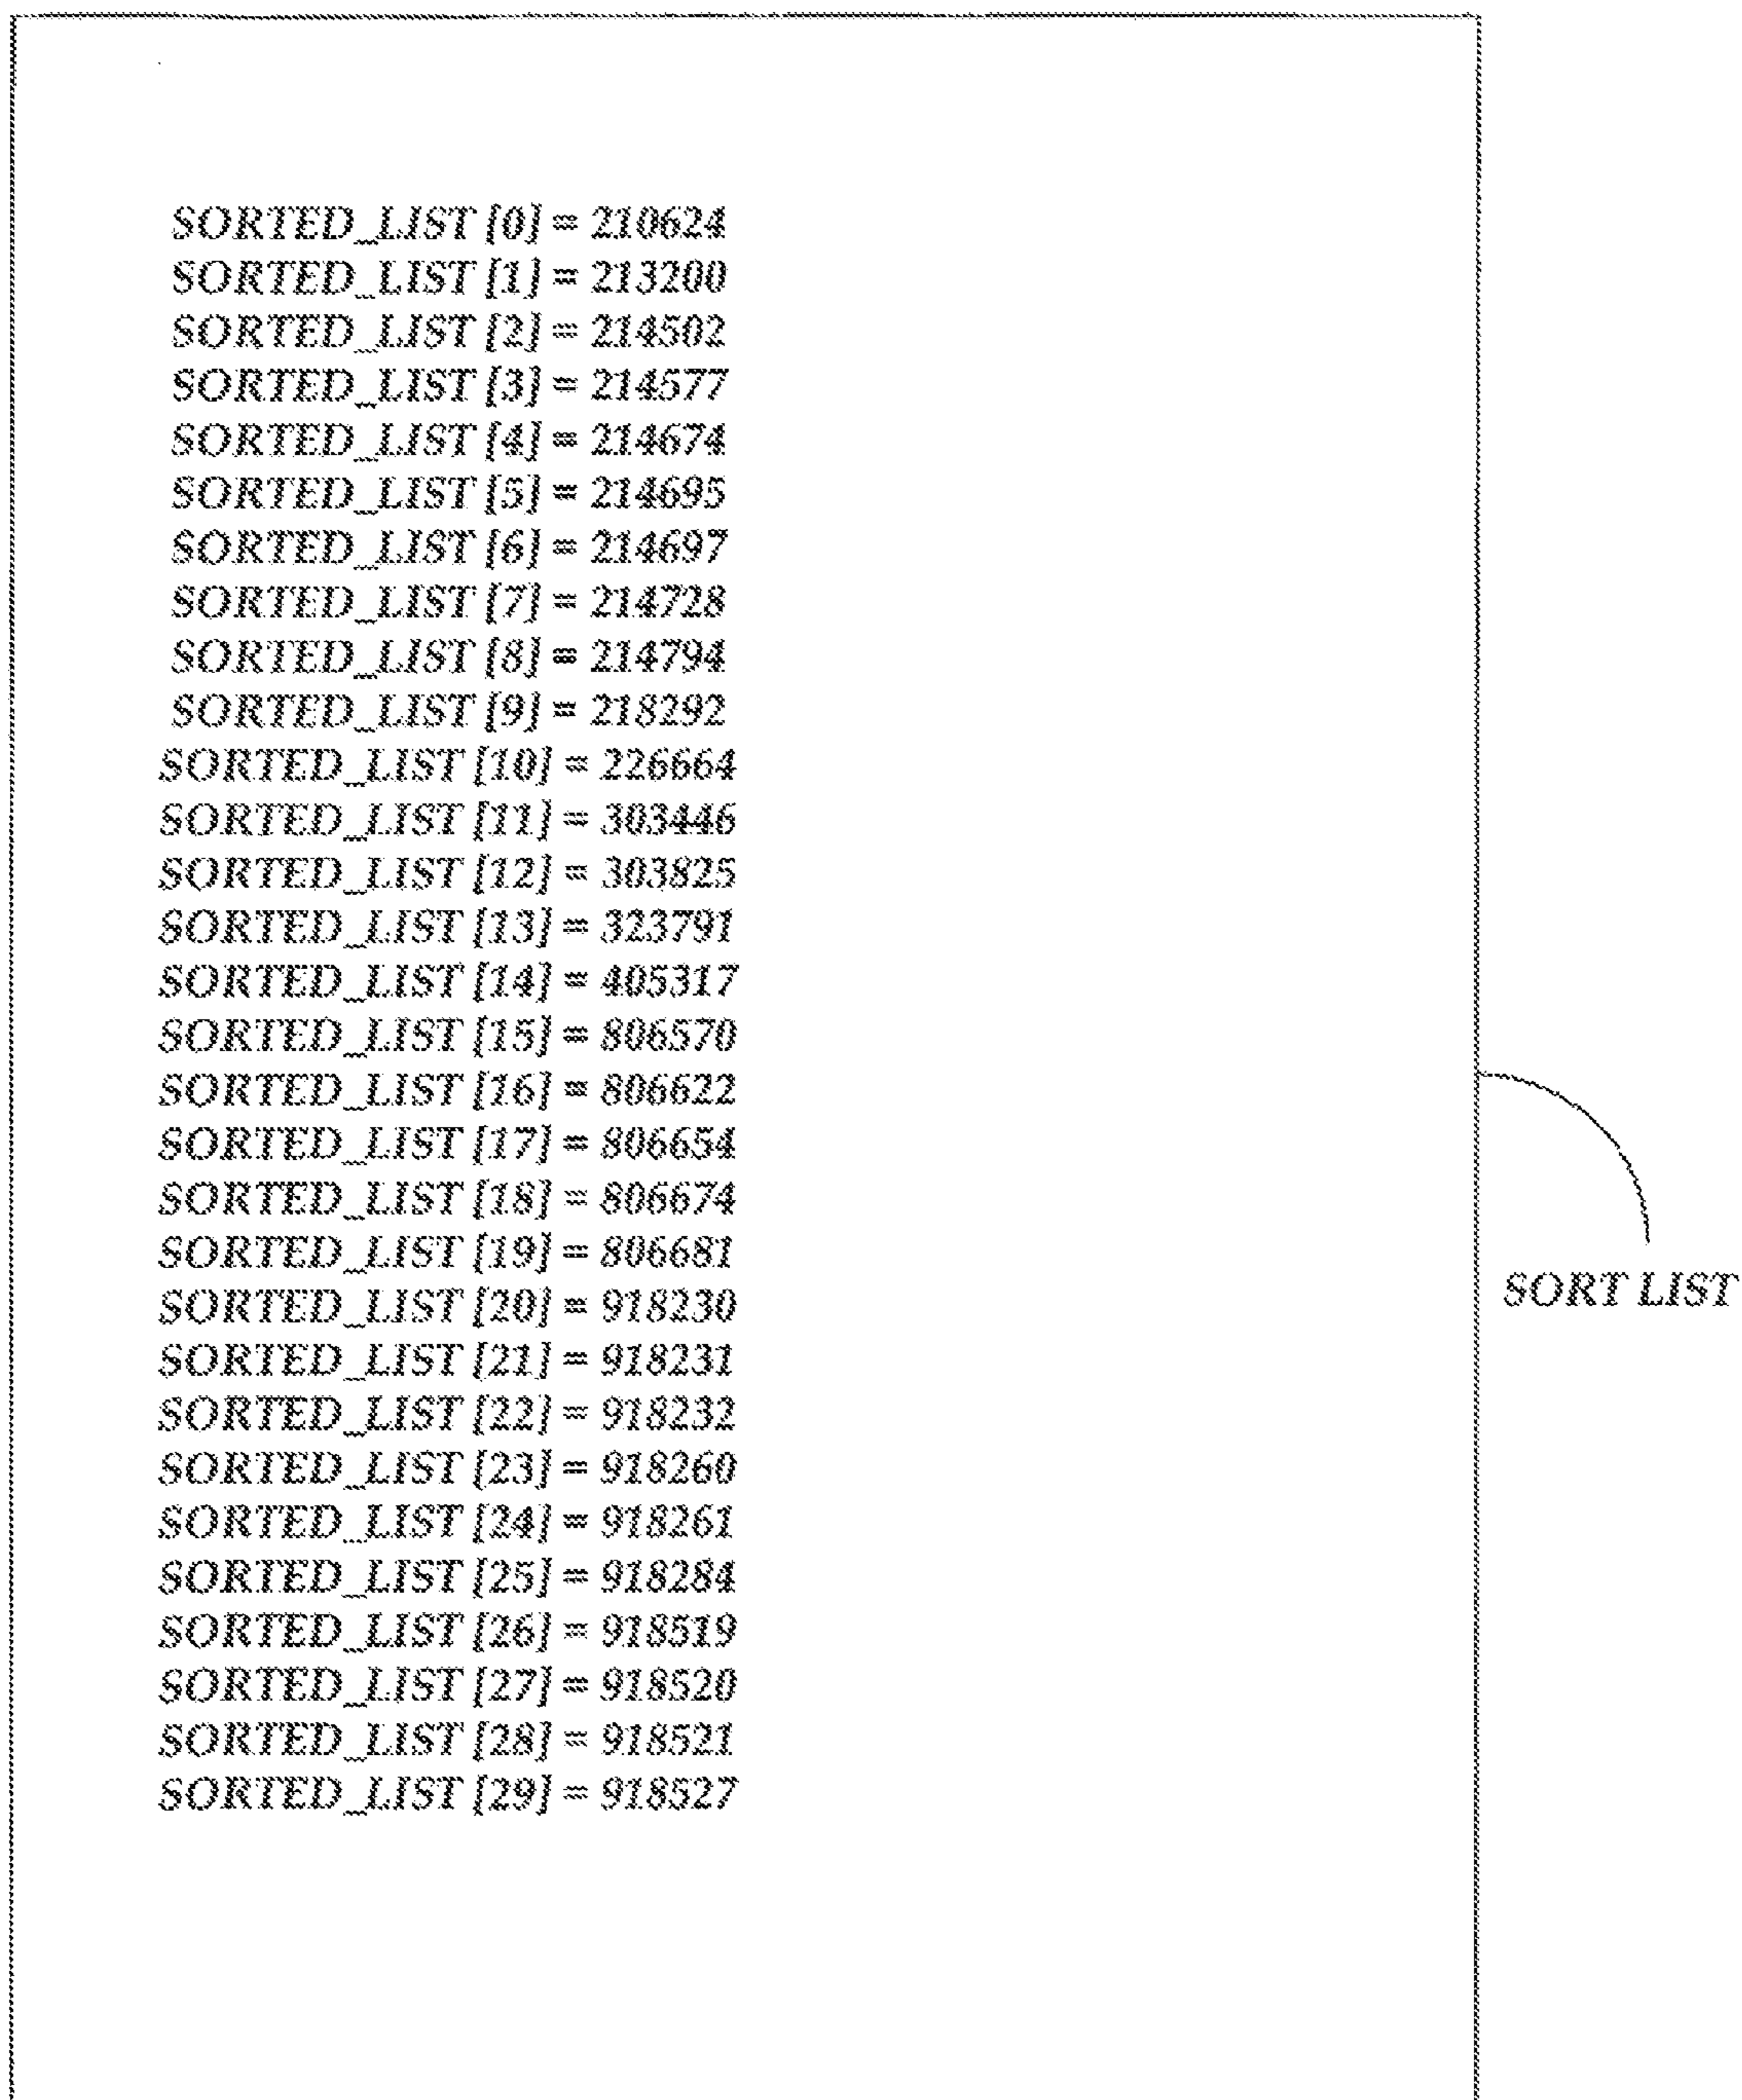 SORTED_LIST [0] = 210624
SORTED_LIST [1] = 213200
SORTED_LIST [2] = 214502
SORTED_LIST [3] = 214577
SORTED_LIST [4] = 214674
SORTED_LIST [5] = 214695
SORTED_LIST [6] = 214697
SORTED_LIST [7] = 214728
SORTED_LIST [8] = 214794
SORTED_LIST [9] = 218292
SORTED_LIST [10] = 226664
SORTED_LIST [11] = 303446
SORTED_LIST [12] = 303825
SORTED_LIST [13] = 323791
SORTED_LIST [14] = 405317
SORTED_LIST [15] = 806570
SORTED_LIST [16] = 806622
SORTED_LIST [17] = 806654
SORTED_LIST [18] = 806674
SORTED_LIST [19] = 806681
SORTED_LIST [20] = 918230
SORTED_LIST [21] = 918231
SORTED_LIST [22] = 918232
SORTED_LIST [23] = 918260
SORTED_LIST [24] = 918261
SORTED_LIST [25] = 918284
SORTED_LIST [26] = 918519
SORTED_LIST [27] = 918520
SORTED_LIST [28] = 918521
SORTED_LIST [29] = 918527
SORT LIST